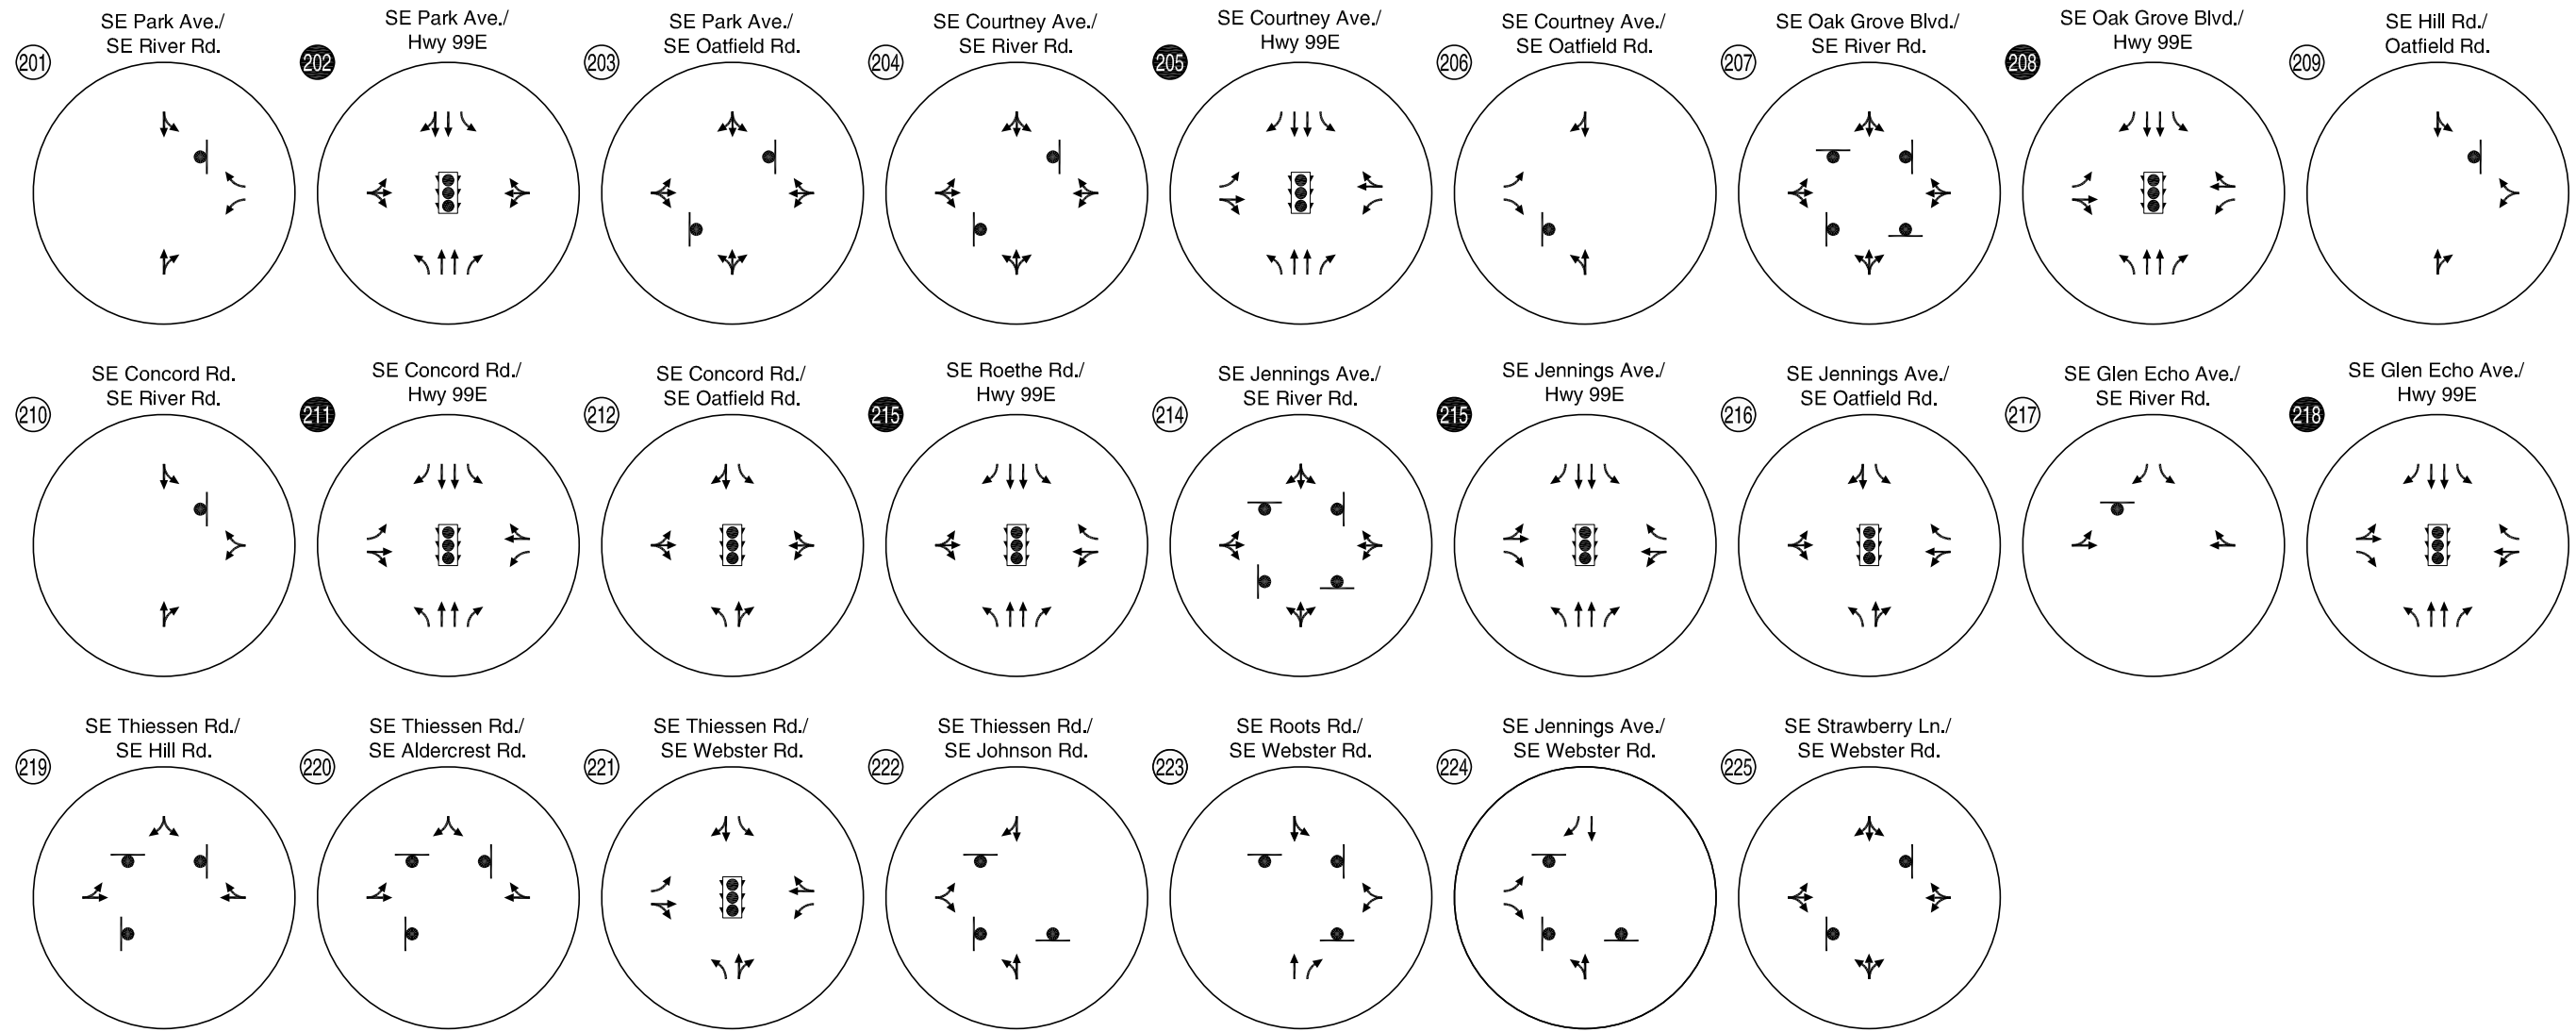 SE Park Ave./
SE River Rd.
201
SE Park Ave./
Hwy 99E
202
SE Park Ave./
SE Oatfield Rd.
203
SE Courtney Ave./
SE River Rd.
204
SE Courtney Ave./
Hwy 99E
205
SE Courtney Ave./
SE Oatfield Rd.
206
SE Oak Grove Blvd./
SE River Rd.
207
SE Oak Grove Blvd./
Hwy 99E
208
SE Hill Rd./
Oatfield Rd.
209
SE Concord Rd.
SE River Rd.
210
SE Concord Rd./
Hwy 99E
211
SE Concord Rd./
SE Oatfield Rd.
212
SE Roethe Rd./
Hwy 99E
215
SE Jennings Ave./
SE River Rd.
214
SE Jennings Ave./
Hwy 99E
215
SE Jennings Ave./
SE Oatfield Rd.
216
SE Glen Echo Ave./
SE River Rd.
217
SE Glen Echo Ave./
Hwy 99E
218
SE Thiessen Rd./
SE Hill Rd.
219
SE Thiessen Rd./
SE Aldercrest Rd.
220
SE Thiessen Rd./
SE Webster Rd.
221
SE Thiessen Rd./
SE Johnson Rd.
222
SE Roots Rd./
SE Webster Rd.
223
SE Jennings Ave./
SE Webster Rd.
224
SE Strawberry Ln./
SE Webster Rd.
225